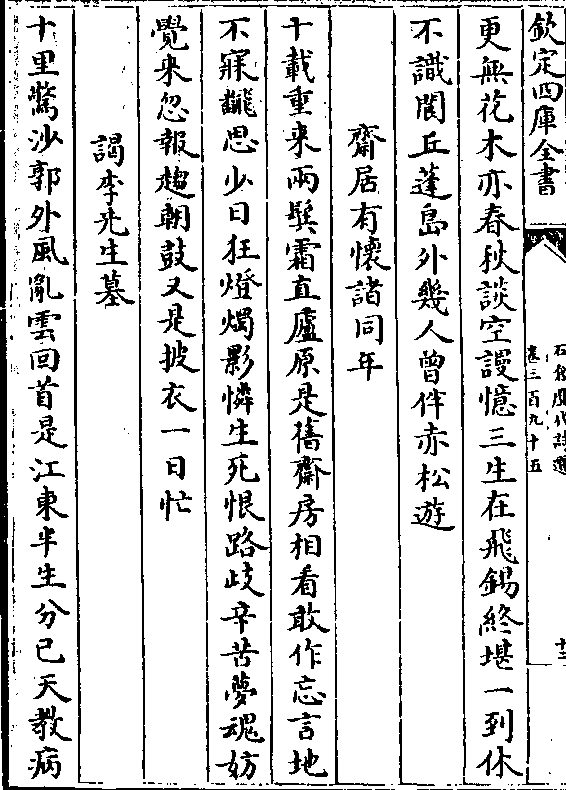 欽定四庫全書
石倉歷代詩選
卷三百九十五
更無花木亦春秋談空謾憶三生在飛錫終堪一到休
不識閬丘蓬島外幾人曾伴赤松遊
齋居有懷諸同年
十載重來兩鬢霜直廬原是舊齋房相看敢作忘言地
不寐難思少日狂燈燭影憐生死恨路歧辛苦夢魂妨
覺来忽報趨朝鼓又是披衣一日忙
謁李先生墓
十里驚沙郭外風亂雲回首是江東半生分已天教病